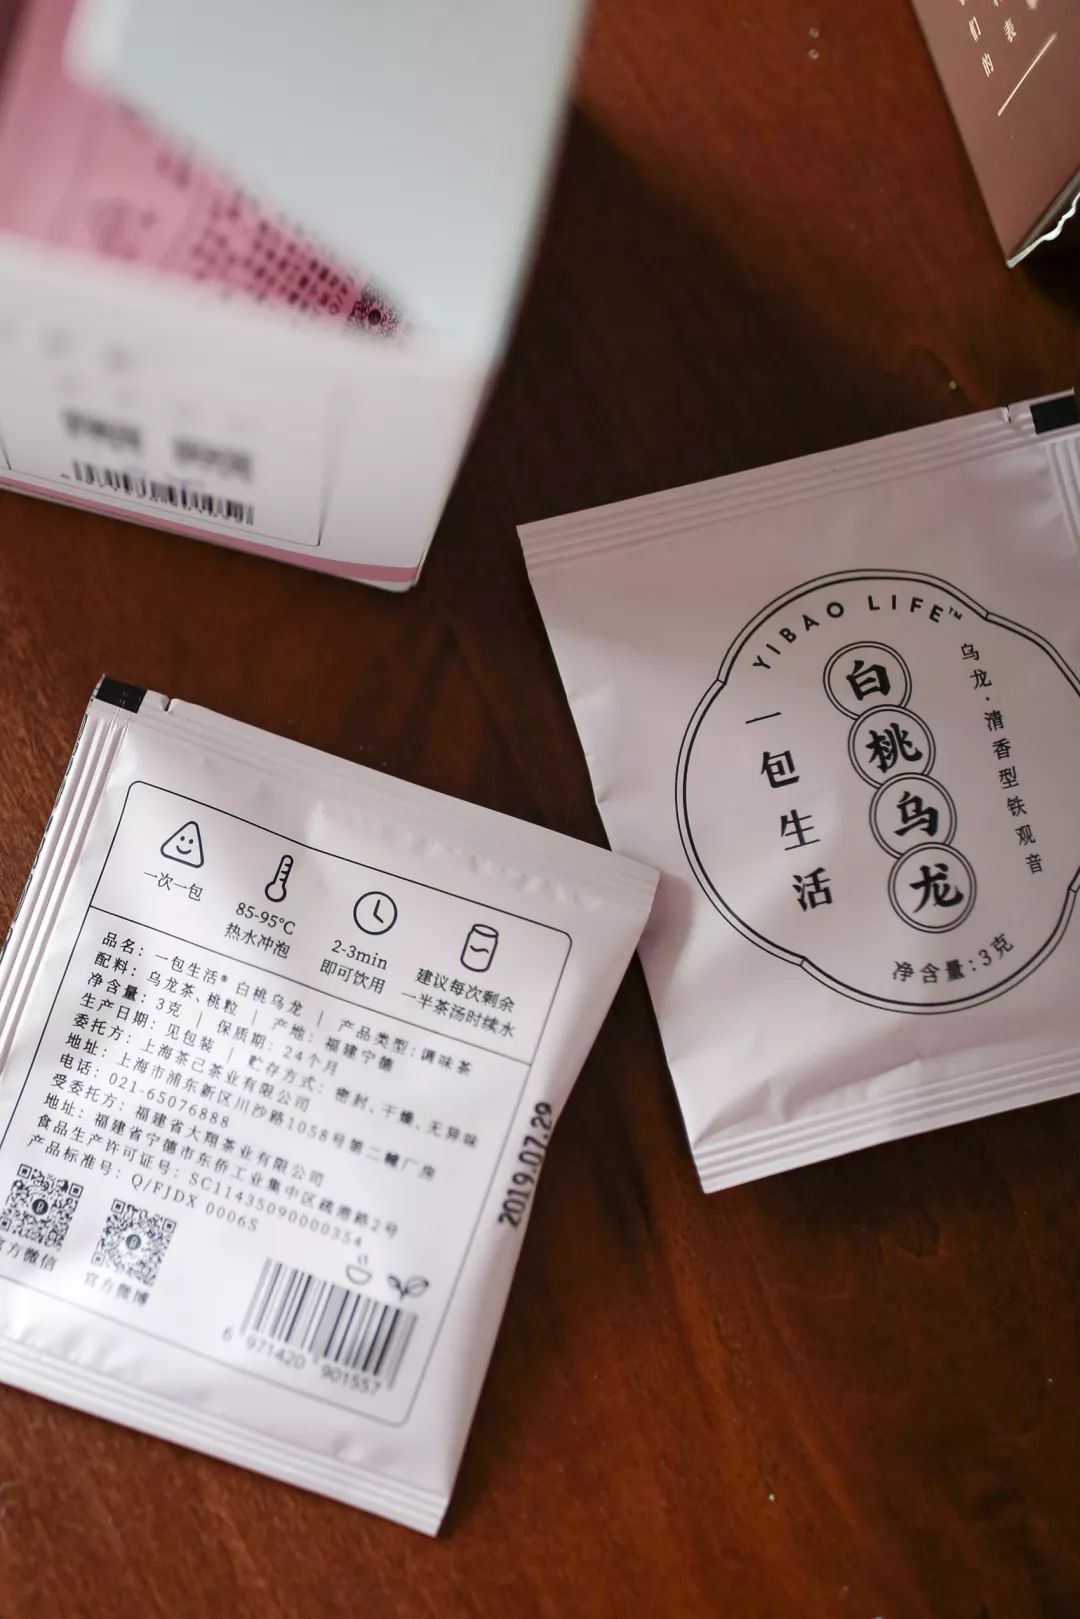 们的
表
YIBAO LIFE™
一包生活
白桃乌龙
乌龙·清香型铁观音
净含量:3克
一次一包
85-95°C
热水冲泡
2-3min
即可饮用
建议每次剩余
一半茶汤时续水
品名: 一包生活® 白桃乌龙 | 产品类型: 调味茶
配料: 乌龙茶、桃粒 | 产地: 福建宁德
净含量: 3克 | 保质期: 24个月
生产日期: 见包装 | 贮存方式: 密封、干燥、无异味
委托方: 上海茶己茶业有限公司
地址: 上海市浦东新区川沙路1058号第二幢厂房
电话: 021-65076888
受委托方: 福建省大翔茶业有限公司
地址: 福建省宁德市东侨工业集中区疏港路2号
食品生产许可证号: SC11435090000354
产品标准号: Q/FJDX 0006S
官方微信
官方微博
6 971420 901557
2019.07.29